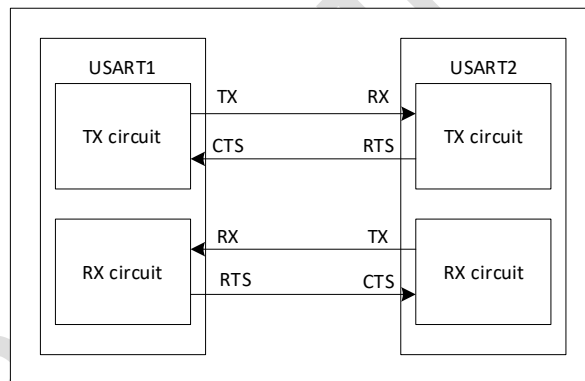 USART1 USART2
TX RX
TX circuit TX circuit
CTS RTS
RX TX
RX circuit RX circuit
RTS CTS